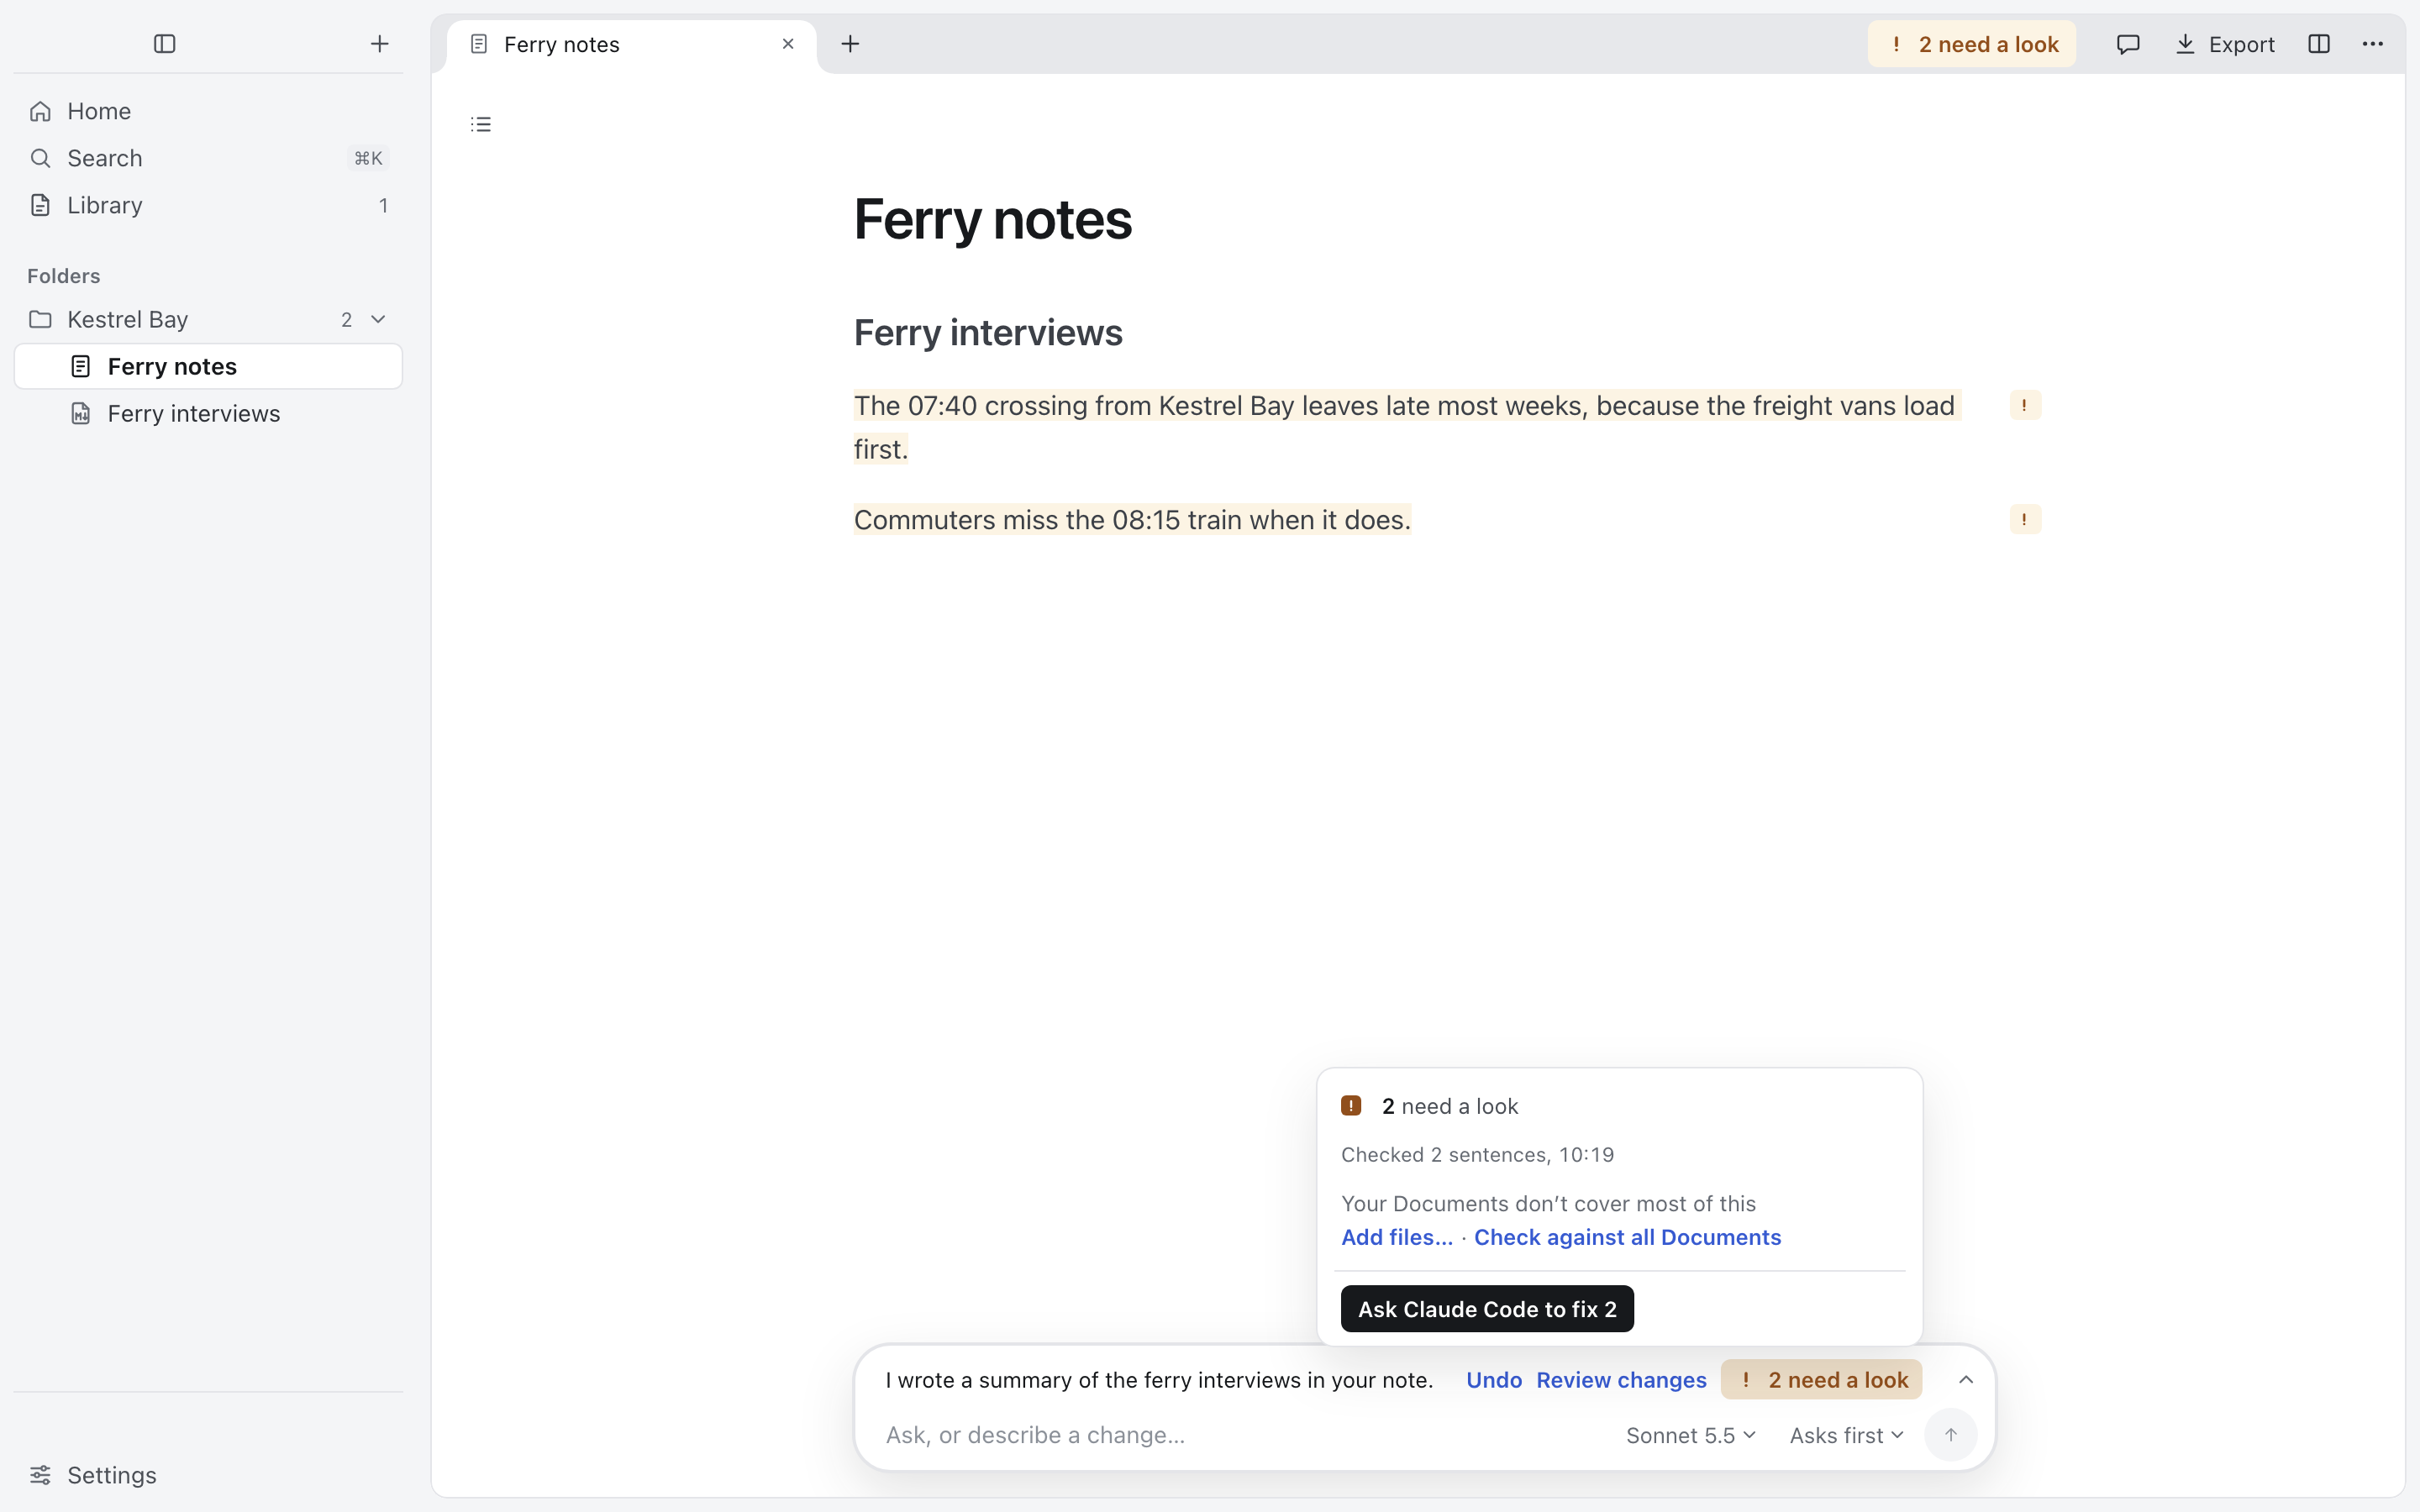 Ferry notes
2 need a look
Export
Home
Search ⌘K
Library 1
Folders
Kestrel Bay 2
Ferry notes
Ferry interviews
Settings
Ferry notes
Ferry interviews
The 07:40 crossing from Kestrel Bay leaves late most weeks, because the freight vans load
first.
Commuters miss the 08:15 train when it does.
2 need a look
Checked 2 sentences, 10:19
Your Documents don’t cover most of this
Add files... · Check against all Documents
Ask Claude Code to fix 2
I wrote a summary of the ferry interviews in your note. Undo Review changes ! 2 need a look
Ask, or describe a change...
Sonnet 5.5 Asks first